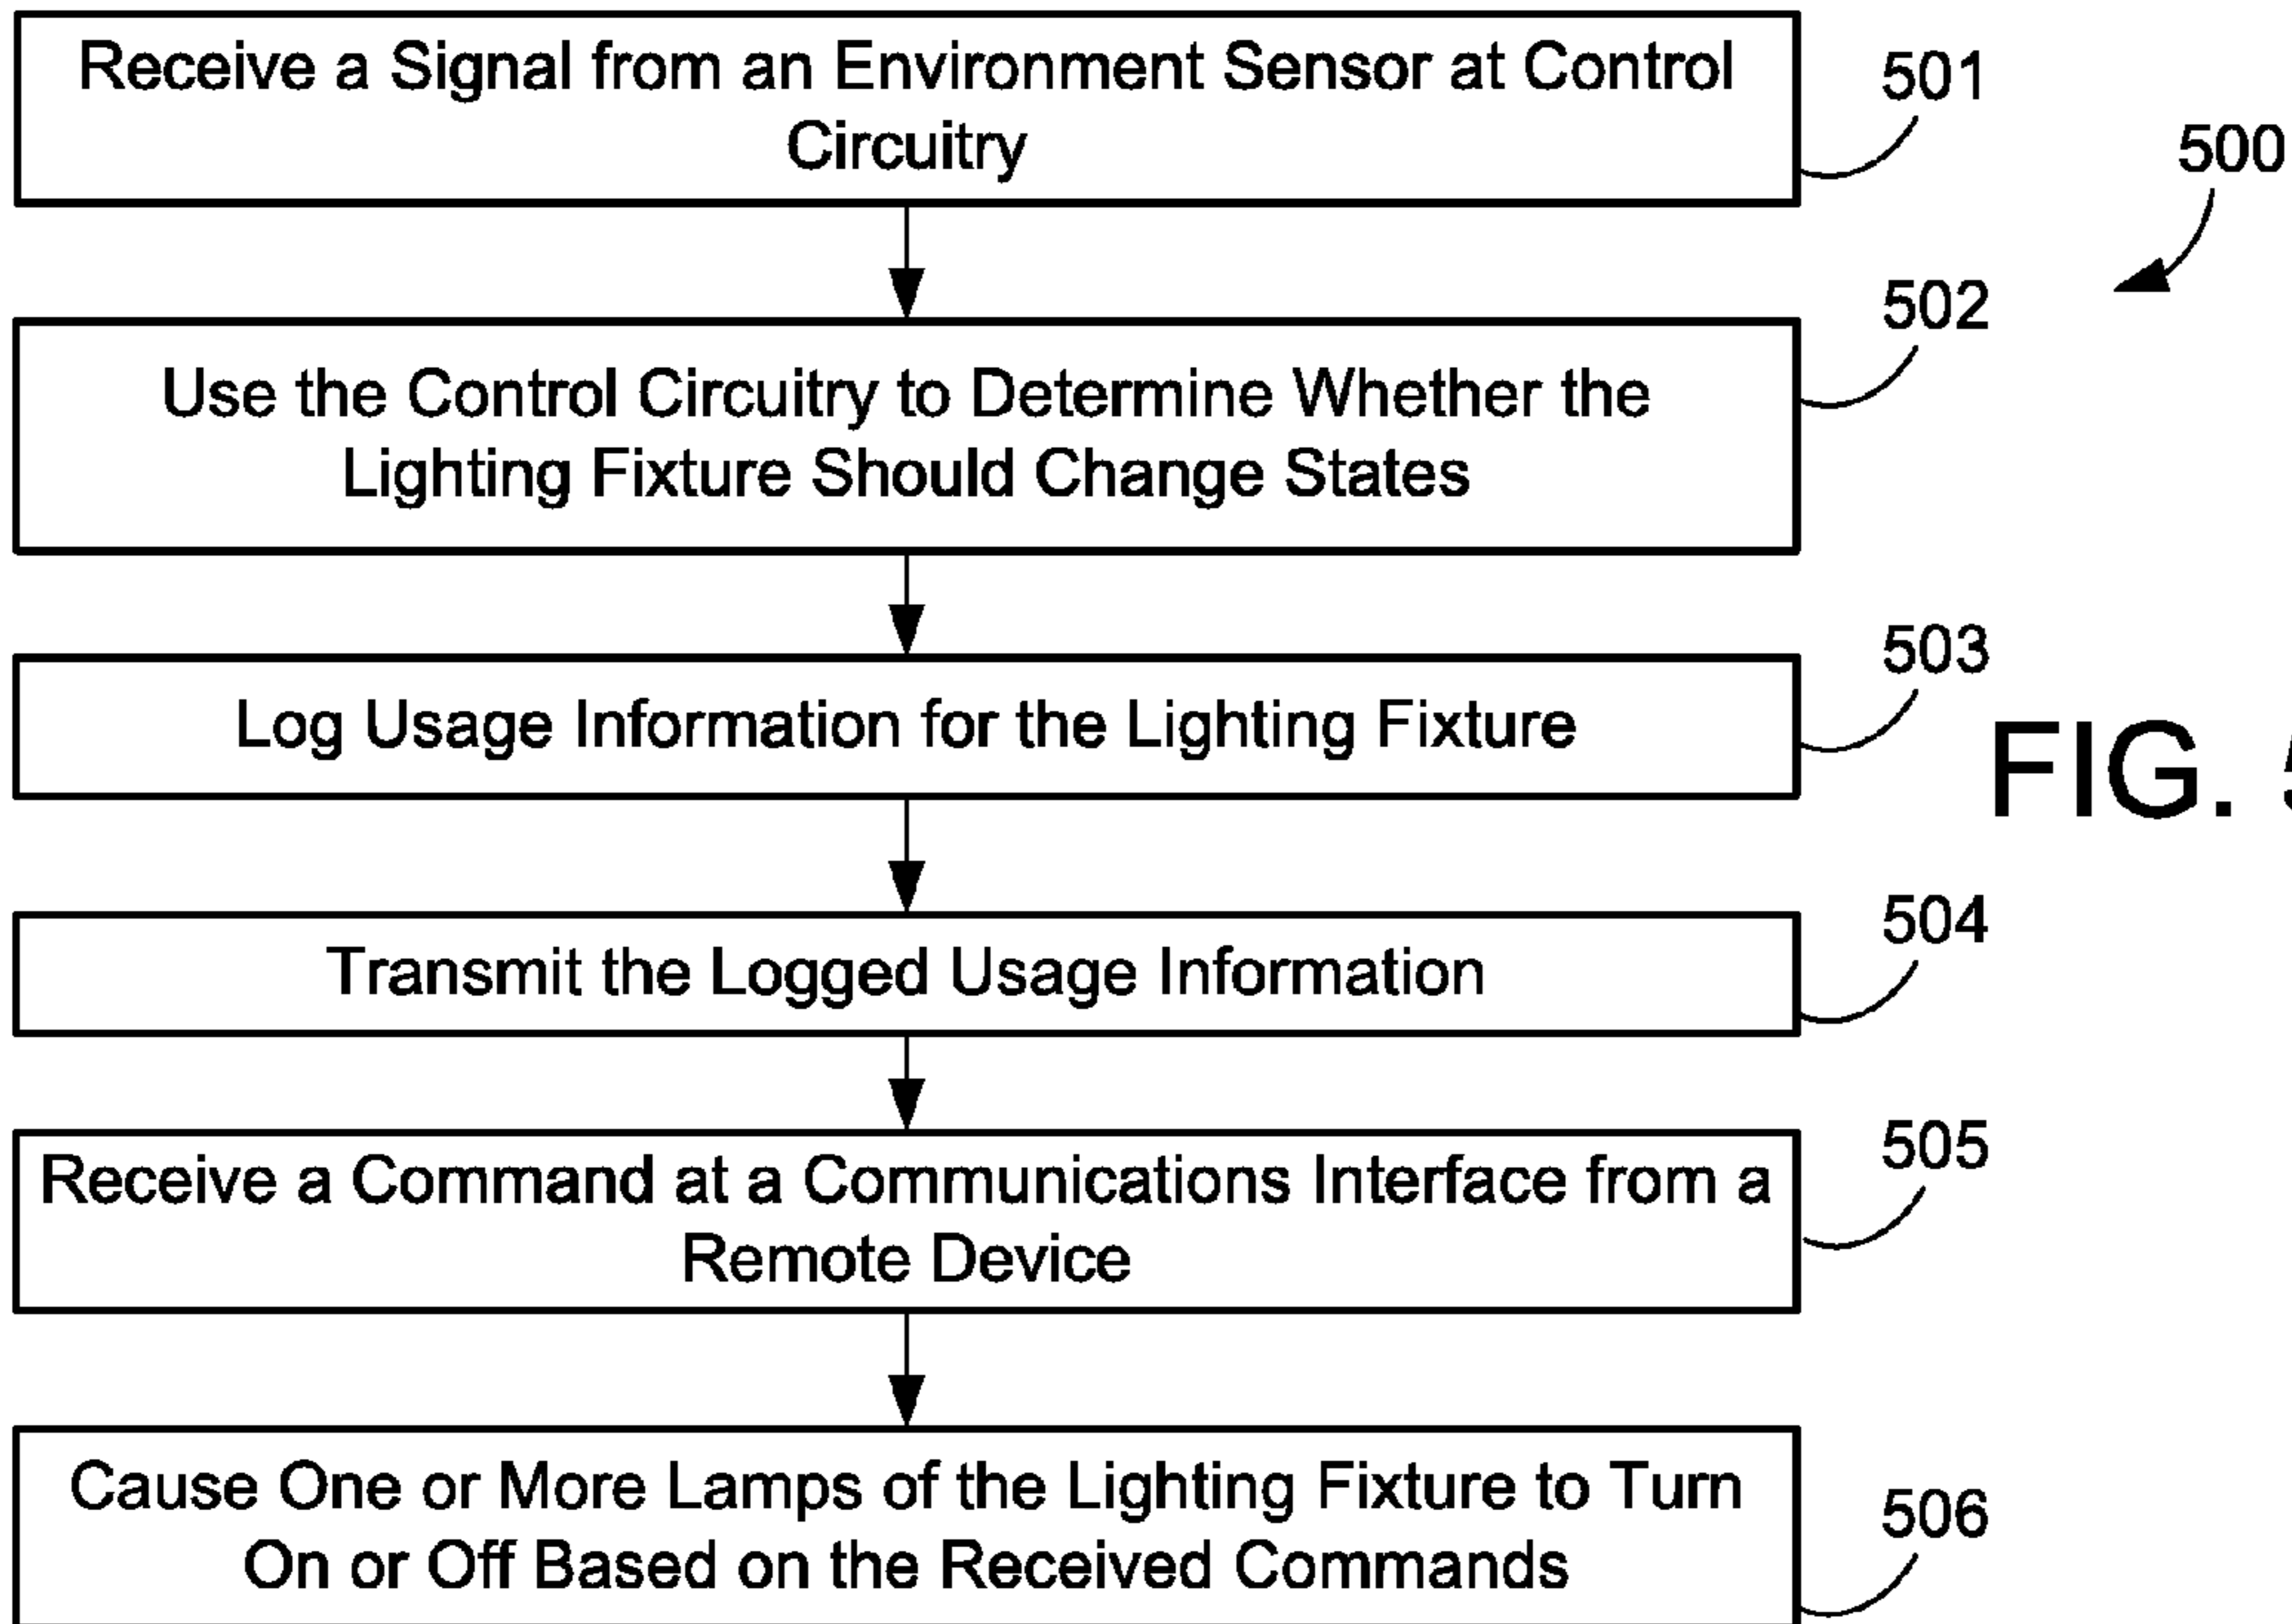 Receive a Signal from an Environment Sensor at Control
Circuitry
501
500
Use the Control Circuitry to Determine Whether the
Lighting Fixture Should Change States
502
Log Usage Information for the Lighting Fixture
503
FIG.
Transmit the Logged Usage Information
504
Receive a Command at a Communications Interface from a
Remote Device
505
Cause One or More Lamps of the Lighting Fixture to Turn
On or Off Based on the Received Commands
506